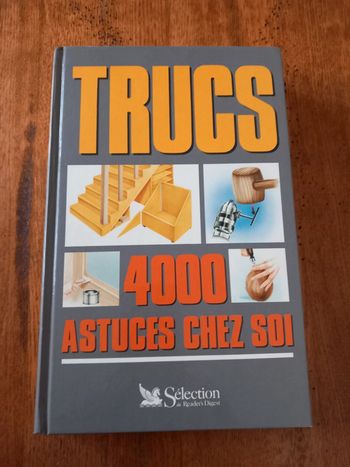 TRUCS
4000
ASTUCES CHEZ SOI
Sélection
du Reader's Digest